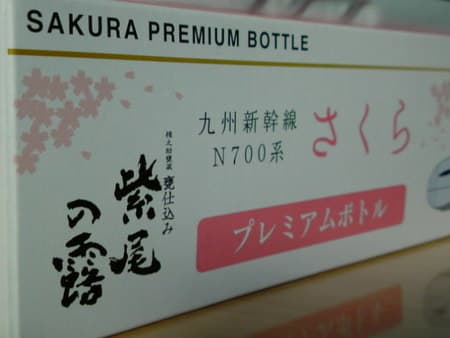 SAKURA PREMIUM BOTTLE
九州新幹線
N700系
さくら
プレミアムボトル
甕仕込み
紫尾
の露